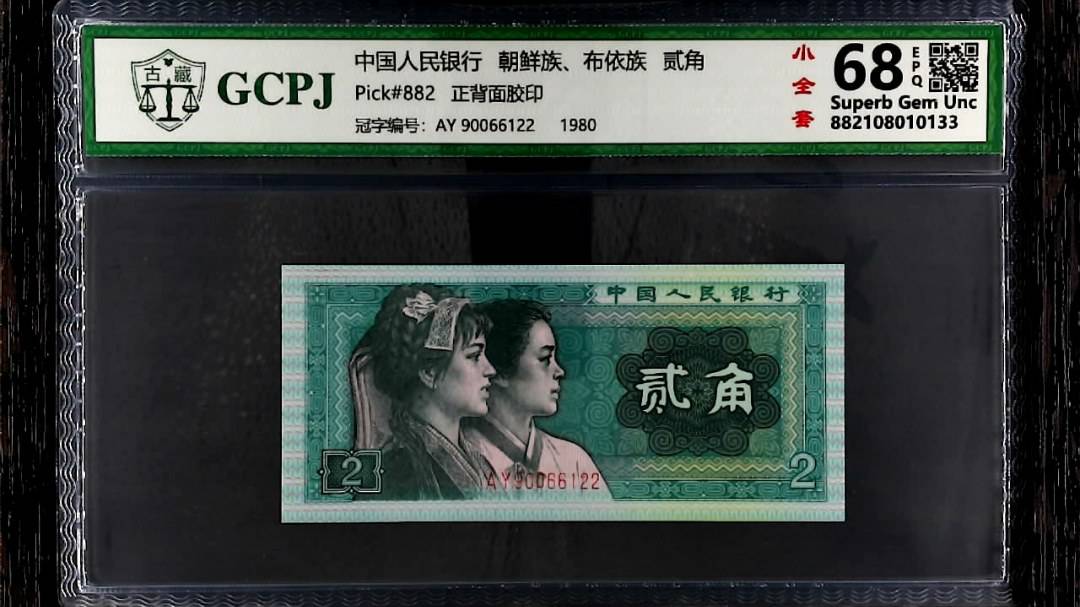 古 藏
GCPJ
中国人民银行 朝鲜族、布依族 贰角
Pick#882 正背面胶印
冠字编号: AY 90066122 1980
小全套
68 EPQ
Superb Gem Unc
882108010133
中国人民银行
贰角
2
AY90066122
2